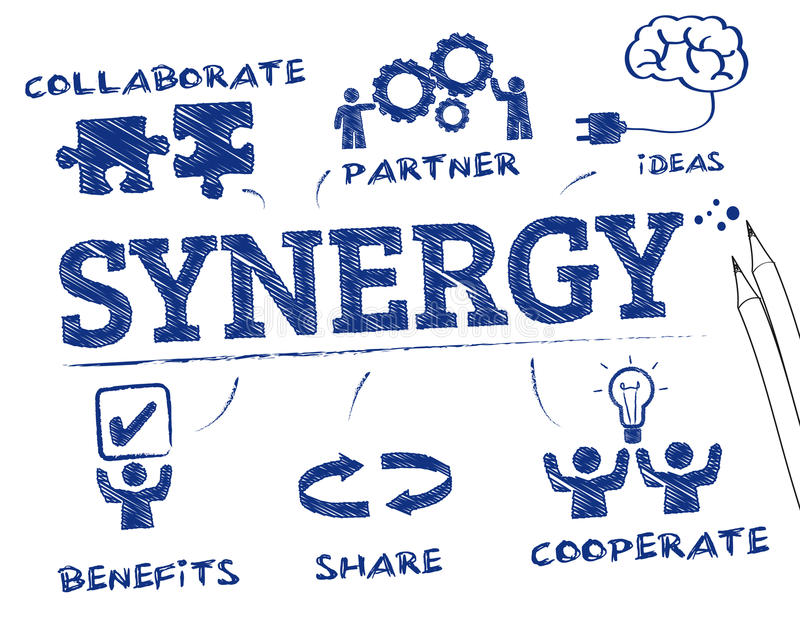 COLLABORATE
PARTNER
iDEAS
SYNERGY
BENEFiTS
SHARE
COOPERATE